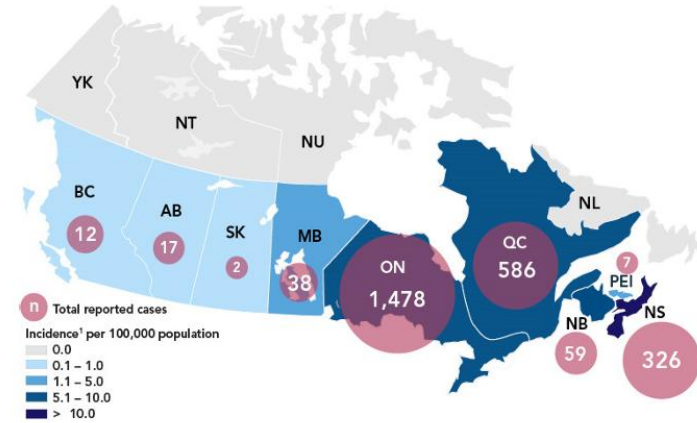 YK
NT
NU
BC
12
AB
17
SK
2
MB
38
ON
1,478
QC
586
NL
7
PEI
NB
59
NS
326
n Total reported cases
Incidence¹ per 100,000 population
0.0
0.1 – 1.0
1.1 – 5.0
5.1 – 10.0
> 10.0